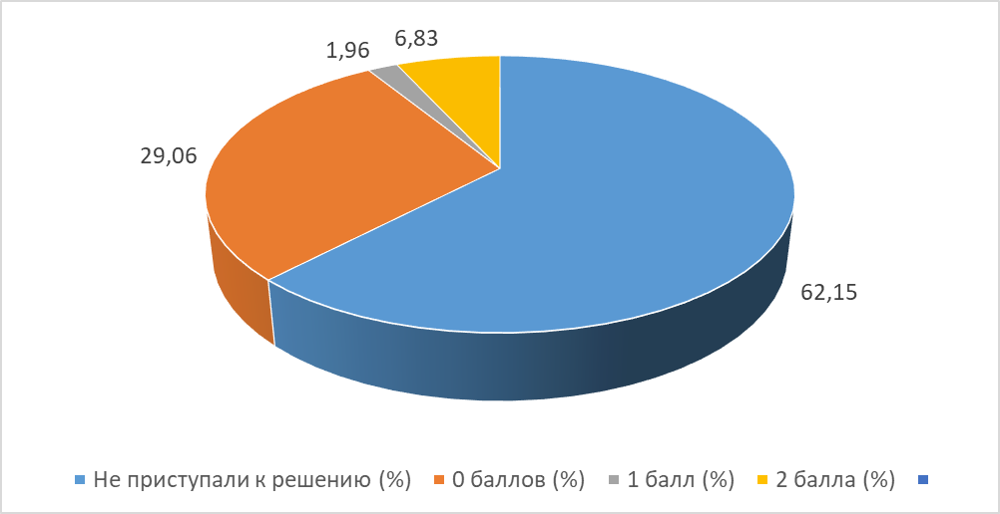 6,83
1,96
29,06
62,15
Не приступали к решению (%) 0 баллов (%) 1 балл (%) 2 балла (%)